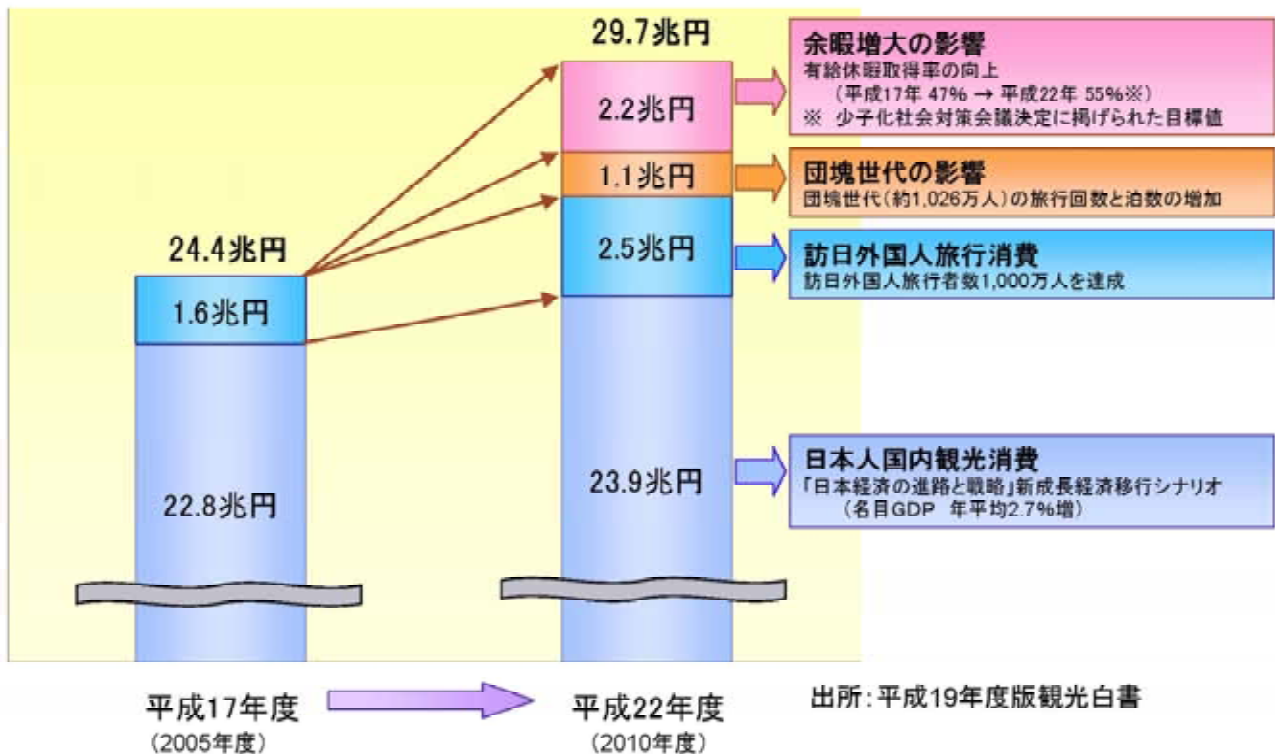 29.7兆円
2.2兆円
1.1兆円
2.5兆円
23.9兆円
24.4兆円
1.6兆円
22.8兆円
余暇増大の影響
有給休暇取得率の向上
（平成17年 47% → 平成22年 55%※）
※ 少子化社会対策会議決定に掲げられた目標値
団塊世代の影響
団塊世代（約1,026万人）の旅行回数と泊数の増加
訪日外国人旅行消費
訪日外国人旅行者数1,000万人を達成
日本人国内観光消費
「日本経済の進路と戦略」新成長経済移行シナリオ
（名目GDP 年平均2.7%増）
平成17年度
（2005年度）
平成22年度
（2010年度）
出所：平成19年度版観光白書